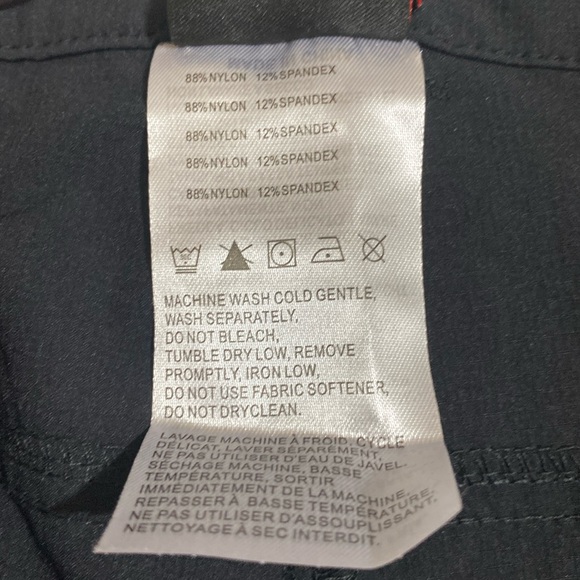 88%NYLON 12%SPANDEX
88%NYLON 12%SPANDEX
88%NYLON 12%SPANDEX
88%NYLON 12%SPANDEX
88%NYLON 12%SPANDEX
MACHINE WASH COLD GENTLE,
WASH SEPARATELY,
DO NOT BLEACH,
TUMBLE DRY LOW, REMOVE
PROMPTLY, IRON LOW,
DO NOT USE FABRIC SOFTENER,
DO NOT DRYCLEAN.
LAVAGE MACHINE À FROID, CYCLE
DÉLICAT, LAVER SÉPARÉMENT,
NE PAS UTILISER D'EAU DE JAVEL.
SÉCHAGE MACHINE, BASSE
TEMPÉRATURE, SORTIR
IMMÉDIATEMENT DE LA MACHINE,
REPASSER À BASSE TEMPÉRATURE,
NE PAS UTILISER D'ASSOUPLISSANT,
NETTOYAGE À SEC INTERDIT.